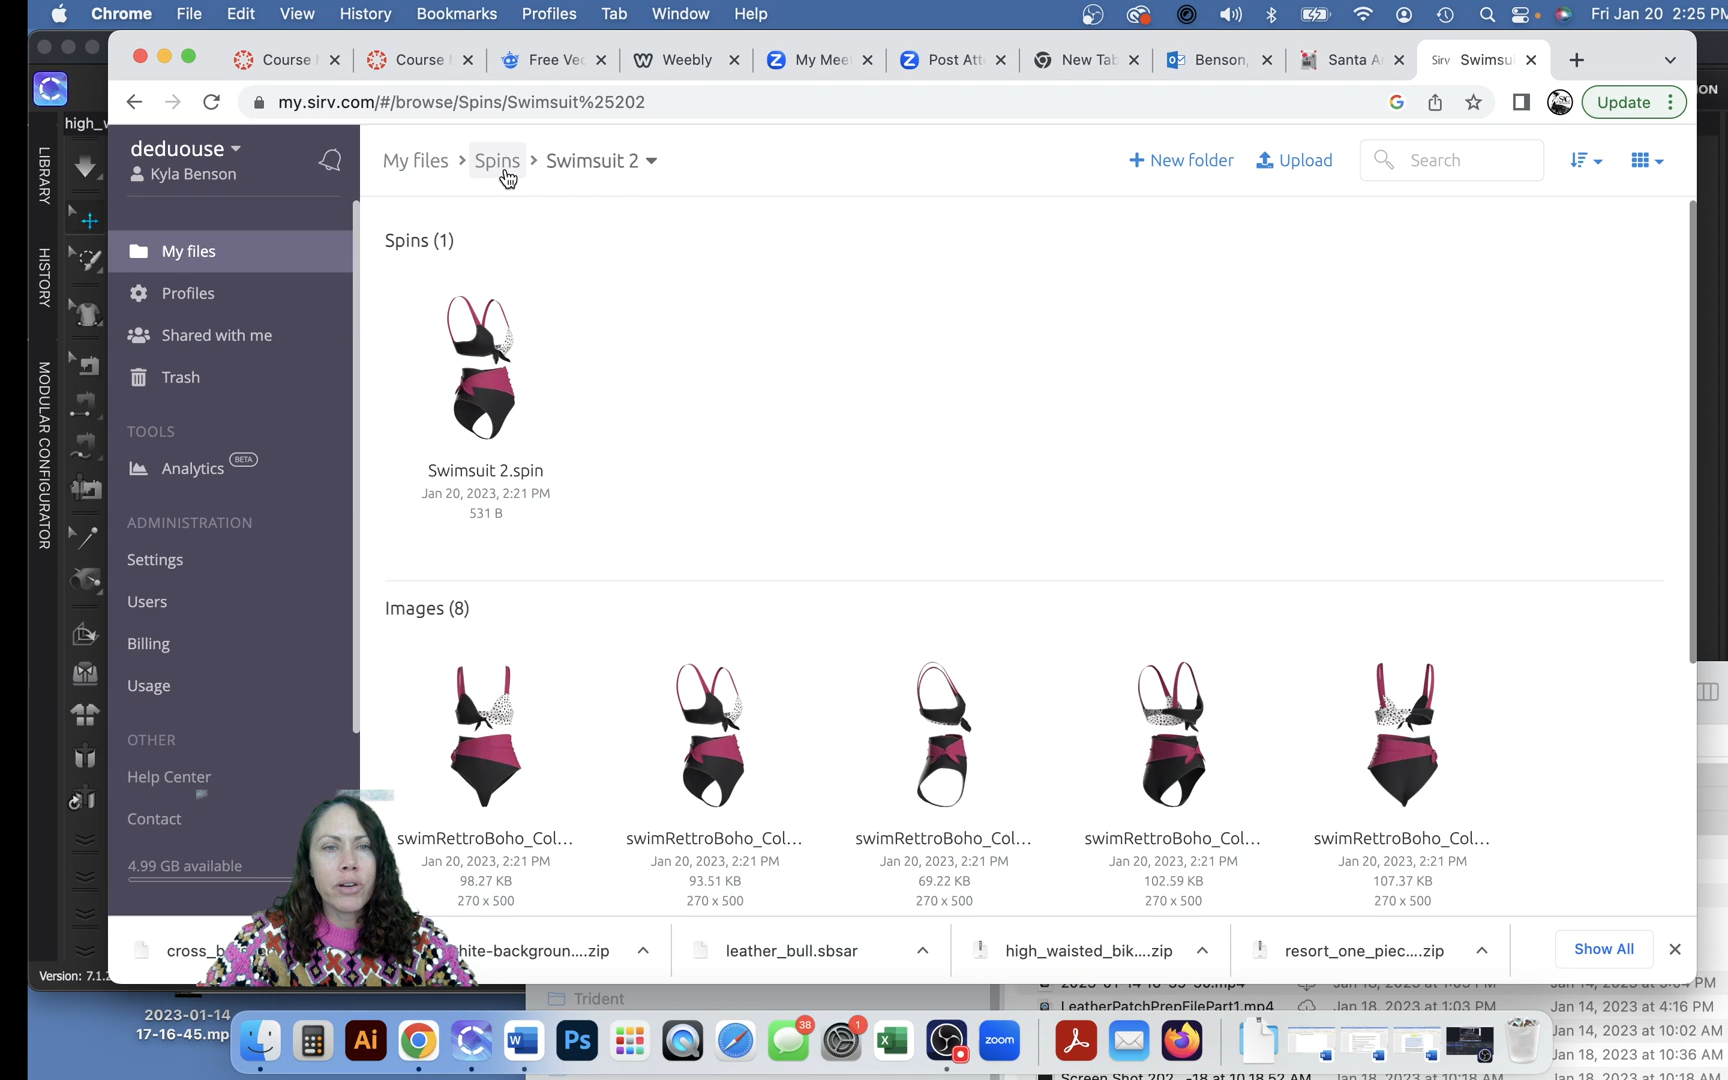 Chrome File Edit View History Bookmarks Profiles Tab Window Help
Fri Jan 20 2:25 PM
Course Course Free Vec Weebly My Mee Post Att New Tab Benson, Santa A Sirv Swimsui
my.sirv.com/#/browse/Spins/Swimsuit%25202
Update
high_w
LIBRARY
HISTORY
MODULAR CONFIGURATOR
deduouse
Kyla Benson
My files > Spins > Swimsuit 2
New folder Upload Search
My files
Profiles
Shared with me
Trash
TOOLS
Analytics BETA
ADMINISTRATION
Settings
Users
Billing
Usage
OTHER
Help Center
Contact
4.99 GB available
Spins (1)
Swimsuit 2.spin
Jan 20, 2023, 2:21 PM
531 B
Images (8)
swimRettroBoho_Col... swimRettroBoho_Col... swimRettroBoho_Col... swimRettroBoho_Col... swimRettroBoho_Col...
Jan 20, 2023, 2:21 PM Jan 20, 2023, 2:21 PM Jan 20, 2023, 2:21 PM Jan 20, 2023, 2:21 PM Jan 20, 2023, 2:21 PM
98.27 KB 93.51 KB 69.22 KB 102.59 KB 107.37 KB
270 x 500 270 x 500 270 x 500 270 x 500 270 x 500
leather_bull.sbsar high_waisted_bik....zip resort_one_piec....zip Show All
Version: 7.1.2
Trident
2023-01-14
17-16-45.mp
LeatherPatchPrepFilePart1.mp4 Jan 18, 2023 at 1:03 PM Jan 14, 2023 at 4:16 PM
Jan 14, 2023 at 10:02 AM
Jan 18, 2023 at 10:36 AM
Ai Ps 38 1 zoom